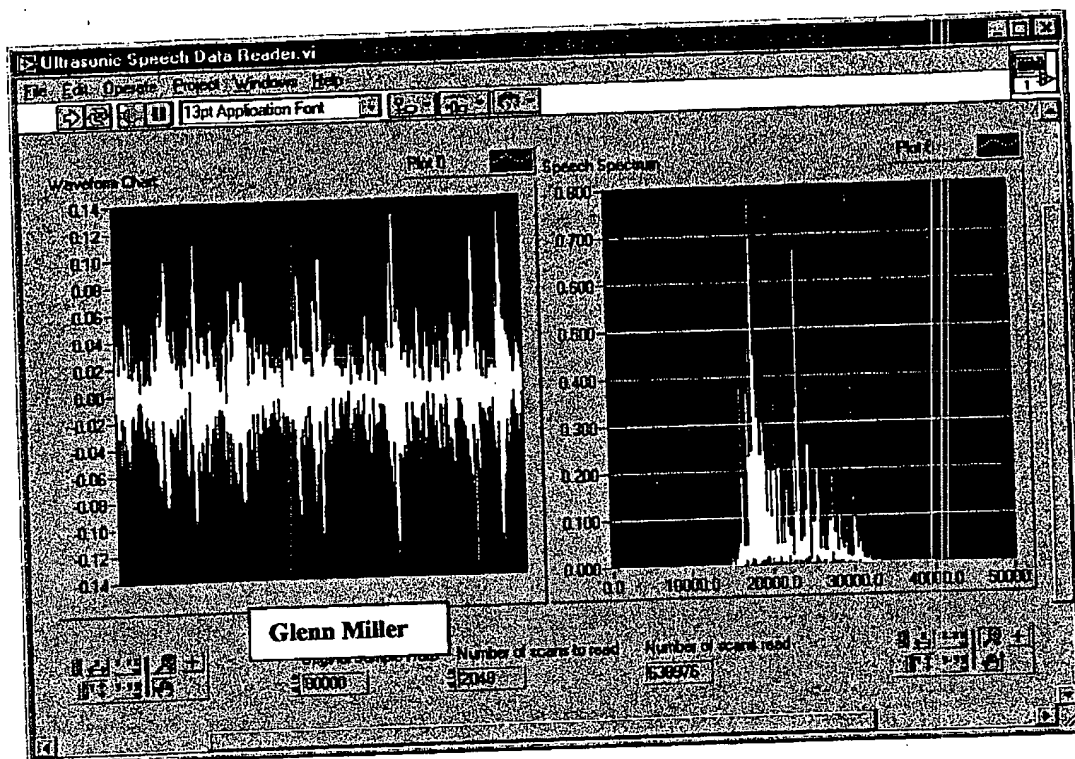 Ultrasonic Speech Data Reader.vi
File Edit Operate Project Windows Help
13pt Application Font
1
Plot 0
Waveform Chart
0.14
0.12
0.10
0.08
0.06
0.04
0.02
0.00
-0.02
-0.04
-0.06
-0.08
-0.10
-0.12
-0.14
Plot 0
Speech Spectrum
0.800
0.700
0.600
0.500
0.400
0.300
0.200
0.100
0.000
0.0 10000.0 20000.0 30000.0 40000.0 50000.
Glenn Miller
90000
Number of scans to read
2048
Number of scans read
638976